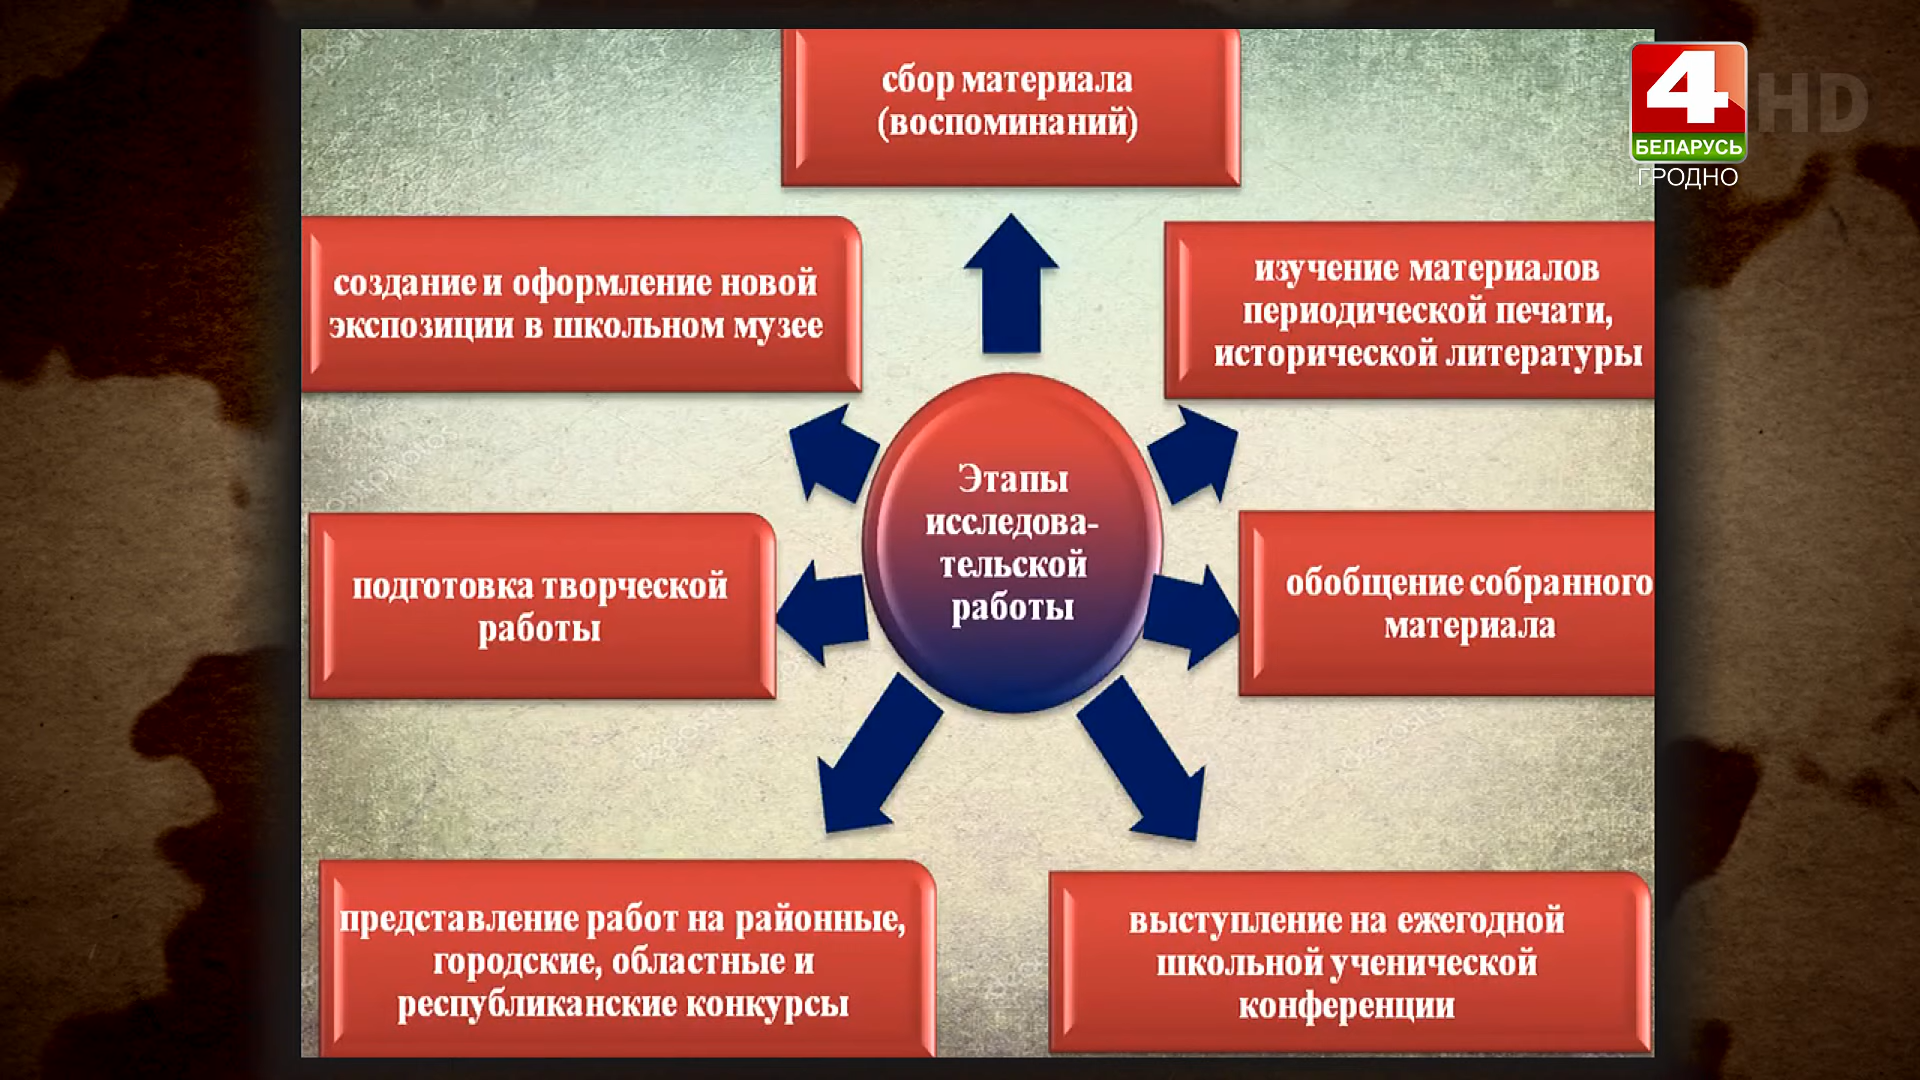 сбор материала
(воспоминаний)
4
HD
БЕЛАРУСЬ
ГРОДНО
создание и оформление новой
экспозиции в школьном музее
изучение материалов
периодической печати,
исторической литературы
Этапы
исследова-
тельской
работы
подготовка творческой
работы
обобщение собранного
материала
представление работ на районные,
городские, областные и
республиканские конкурсы
выступление на ежегодной
школьной ученической
конференции